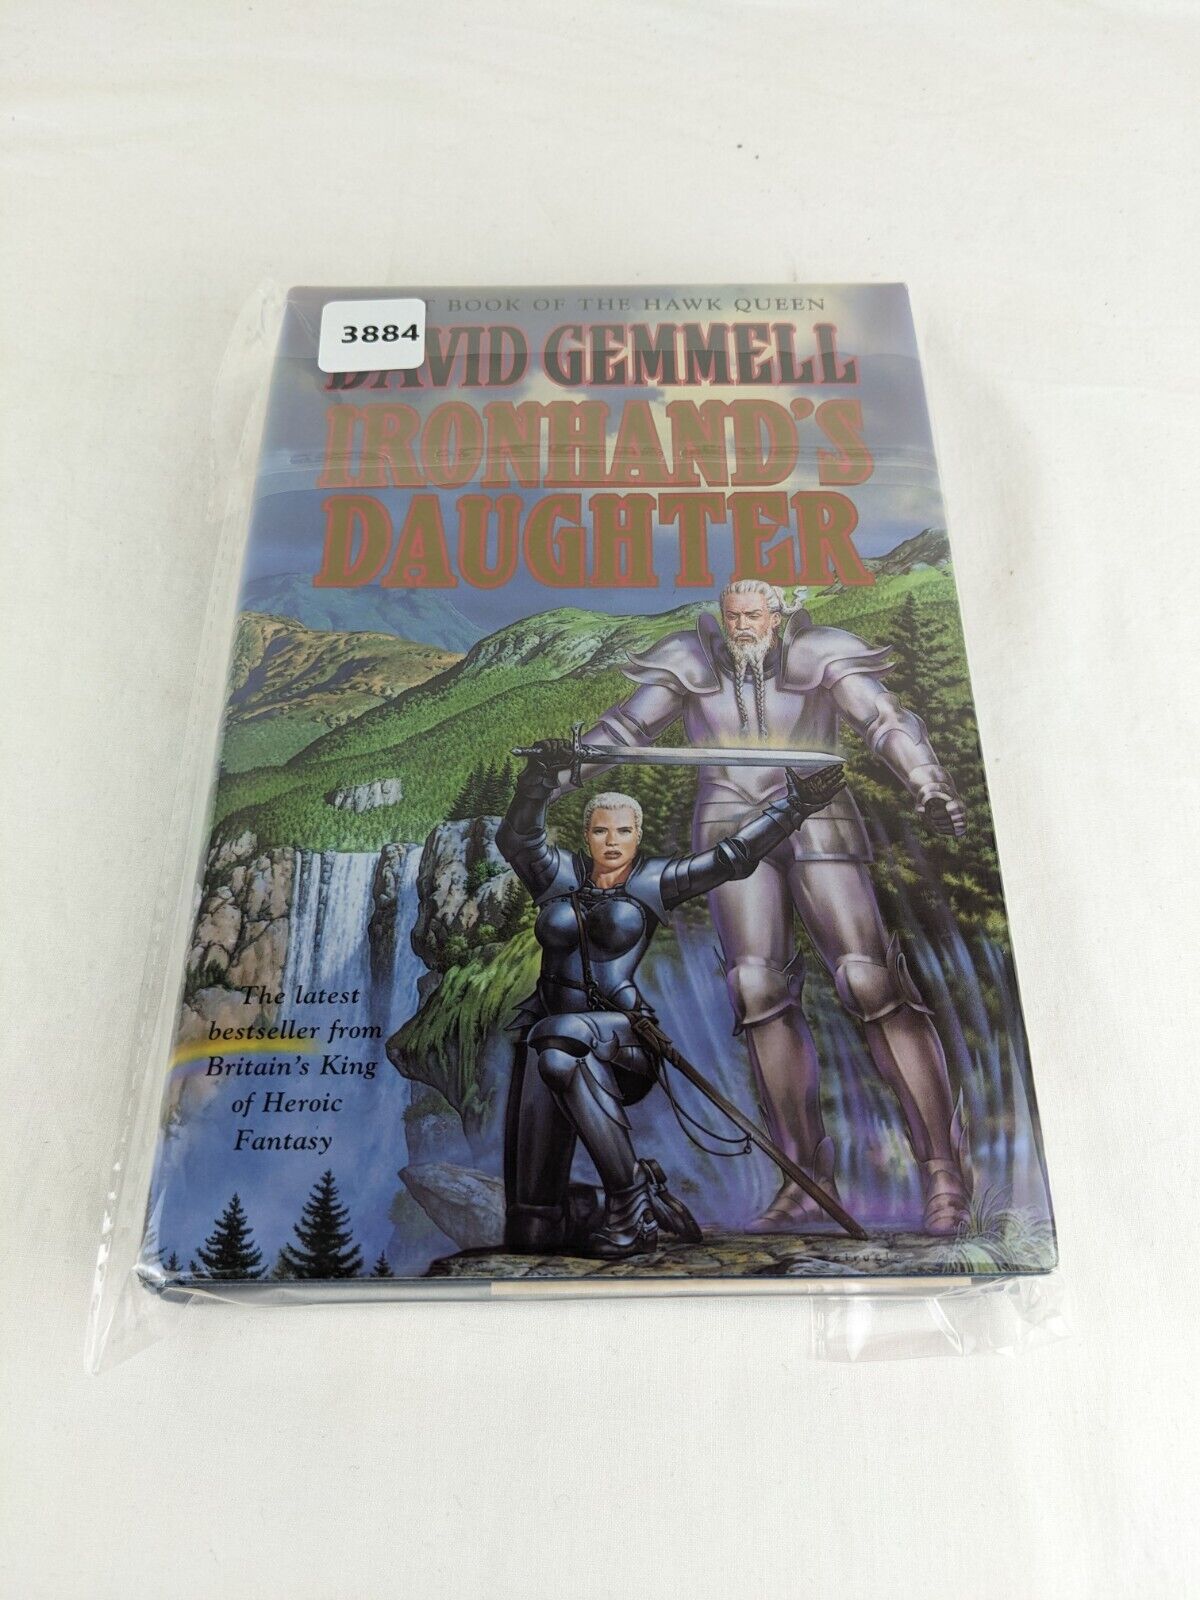 3884
BOOK OF THE HAWK QUEEN
DAVID GEMMELL
IRONHAND'S
DAUGHTER
The latest
bestseller from
Britain's King
of Heroic
Fantasy